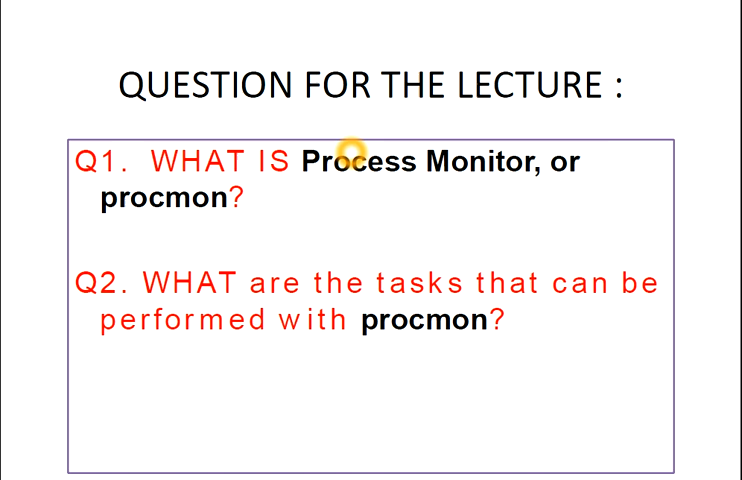 QUESTION FOR THE LECTURE :
Q1. WHAT IS Process Monitor, or
procmon?
Q2. WHAT are the tasks that can be
performed with procmon?